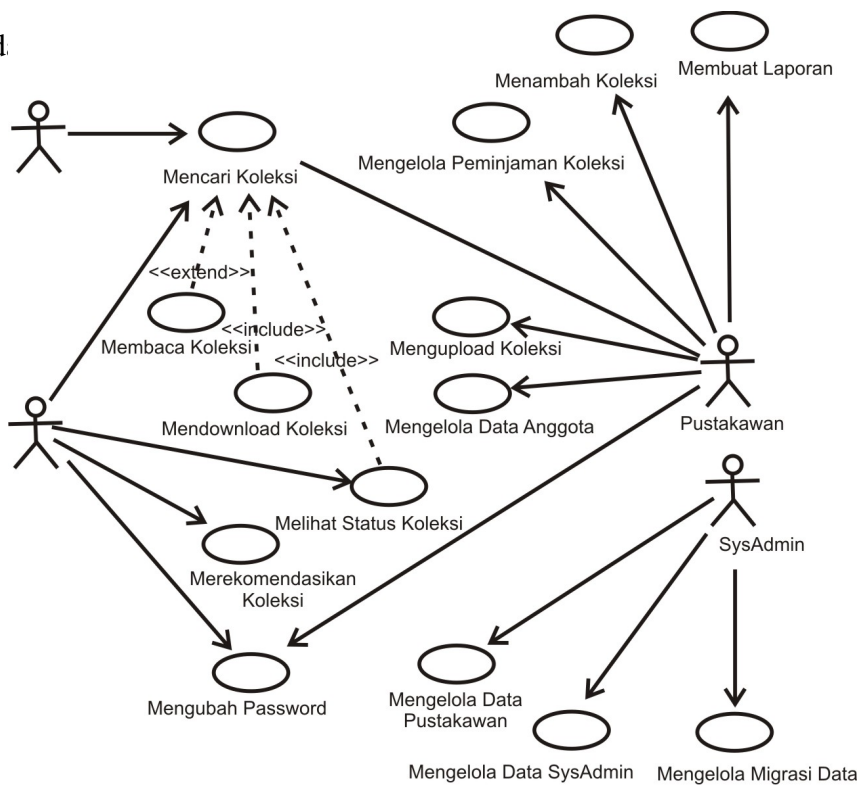 Menambah Koleksi
Membuat Laporan
Mengelola Peminjaman Koleksi
Mencari Koleksi
<<extend>>
Membaca Koleksi
<<include>>
<<include>>
Mengupload Koleksi
Mendownload Koleksi
Mengelola Data Anggota
Pustakawan
Melihat Status Koleksi
SysAdmin
Merekomendasikan
Koleksi
Mengubah Password
Mengelola Data
Pustakawan
Mengelola Data SysAdmin
Mengelola Migrasi Data